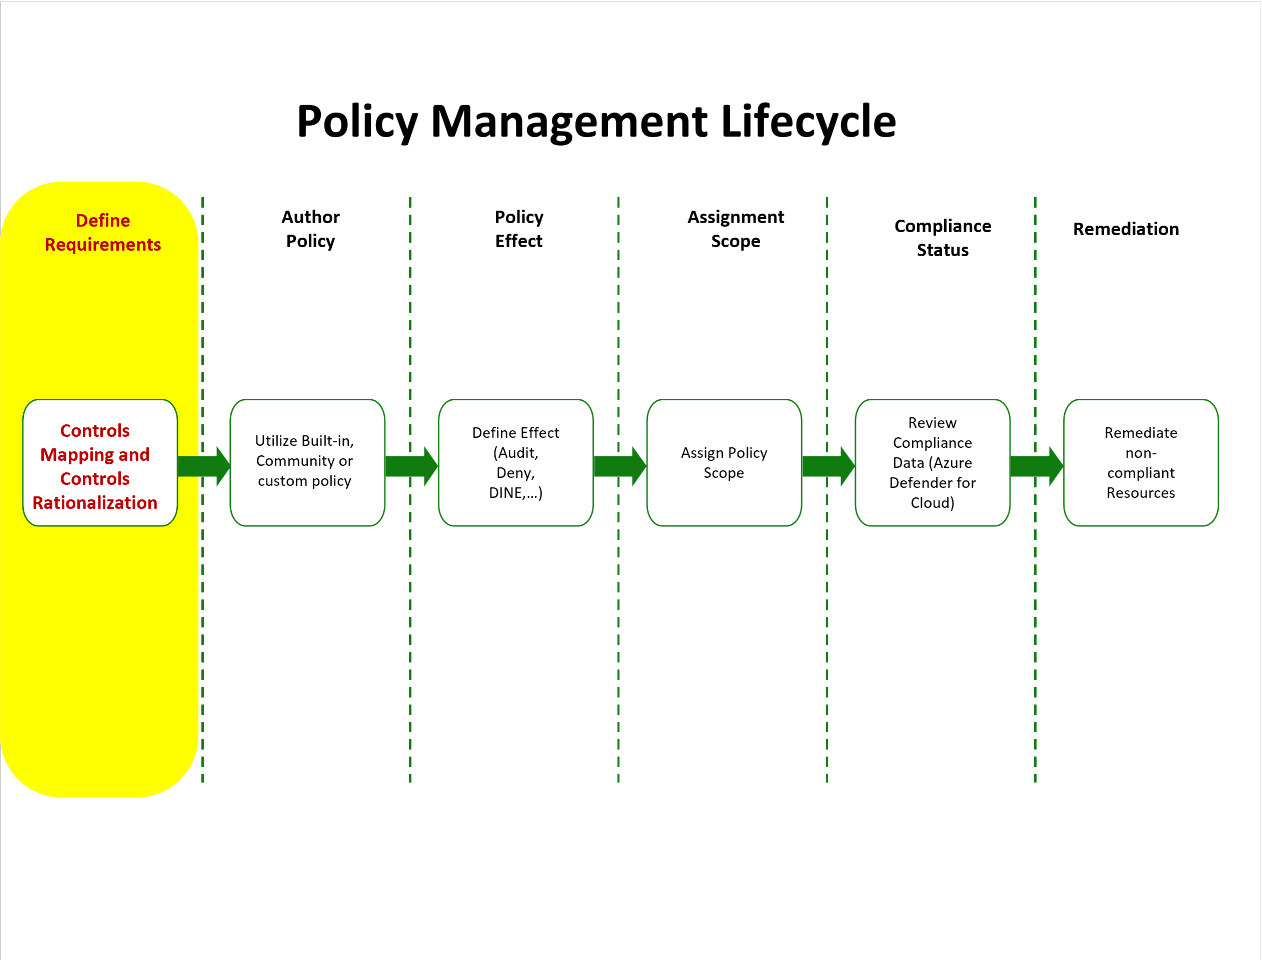 Policy Management Lifecycle
Define
Requirements
Author
Policy
Policy
Effect
Assignment
Scope
Compliance
Status
Remediation
Controls
Mapping and
Controls
Rationalization
Utilize Built-in,
Community or
custom policy
Define Effect
(Audit,
Deny,
DINE,...)
Assign Policy
Scope
Review
Compliance
Data (Azure
Defender for
Cloud)
Remediate
non-
compliant
Resources